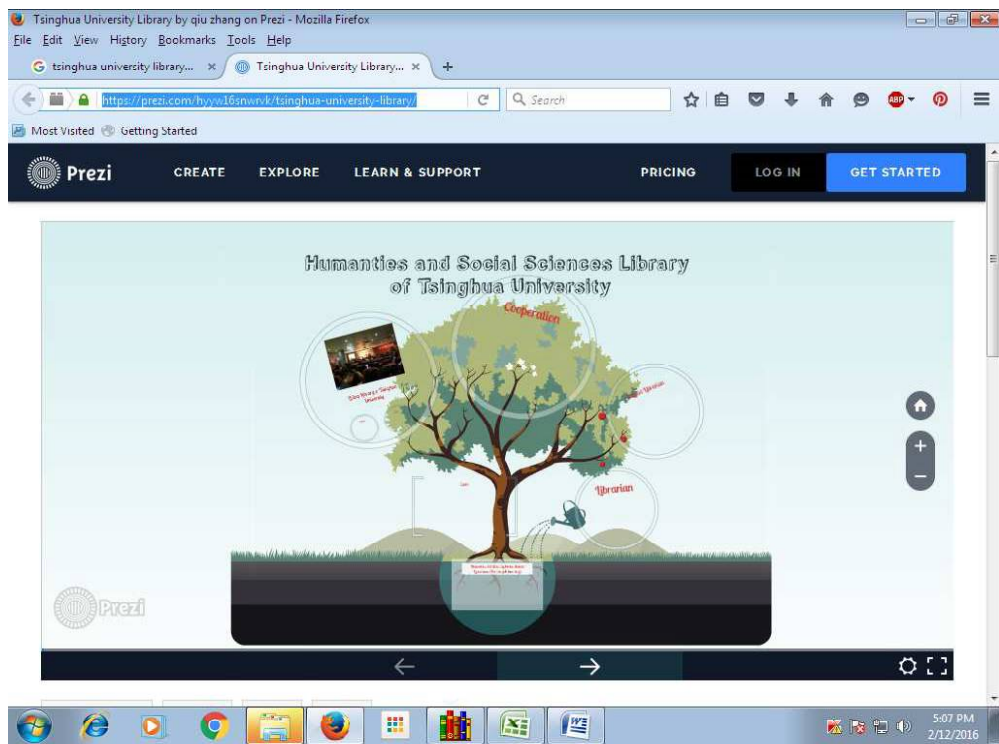 Tsinghua University Library by qiu zhang on Prezi - Mozilla Firefox
File Edit View History Bookmarks Tools Help
tsinghua university library... × Tsinghua University Library... × +
https://prezi.com/hyyw16snwrvk/tsinghua-university-library/ Search ABP
Most Visited Getting Started
Prezi CREATE EXPLORE LEARN & SUPPORT PRICING LOG IN GET STARTED
Humanties and Social Sciences Library
of Tsinghua University
Cooperation
University
Librarian
Librarian
Prezi
5:07 PM
2/12/2016